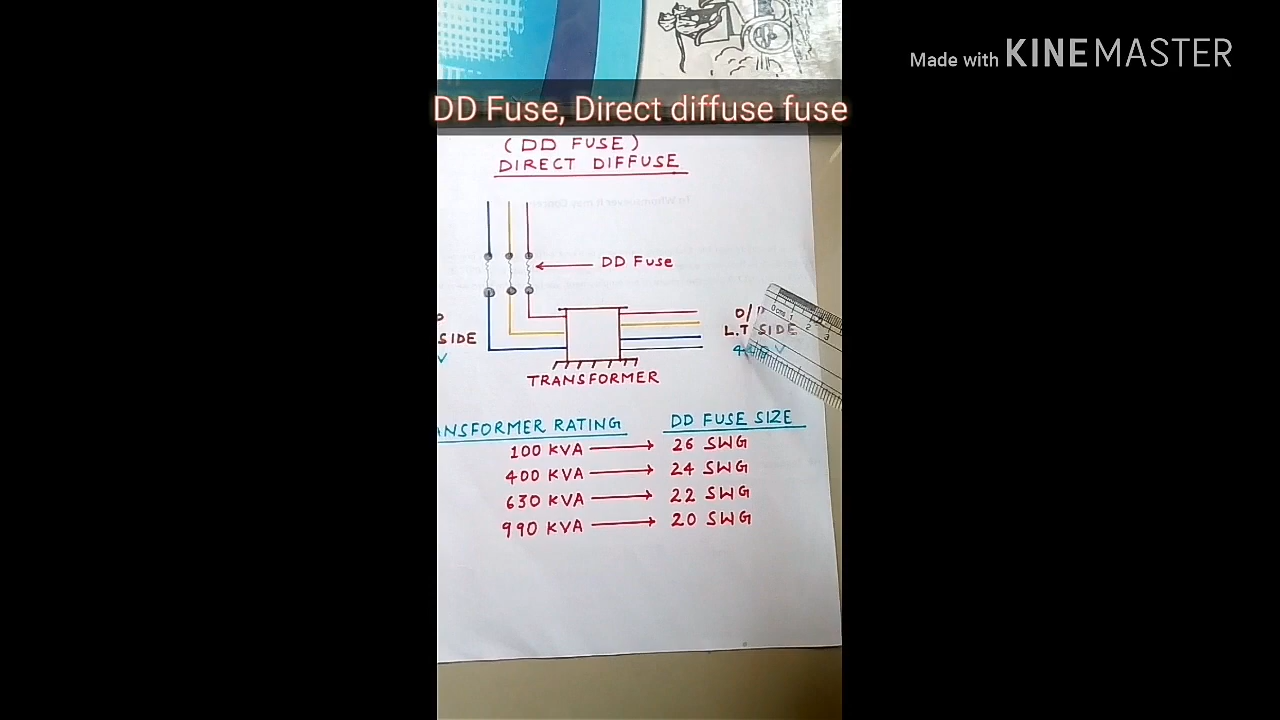 Made with KINEMASTER
DD Fuse, Direct diffuse fuse
(DD FUSE)
DIRECT DIFFUSE
DD Fuse
SIDE
V
L.T SIDE
V
TRANSFORMER
ANSFORMER RATING DD FUSE SIZE
100 KVA → 26 SWG
400 KVA → 24 SWG
630 KVA → 22 SWG
990 KVA → 20 SWG